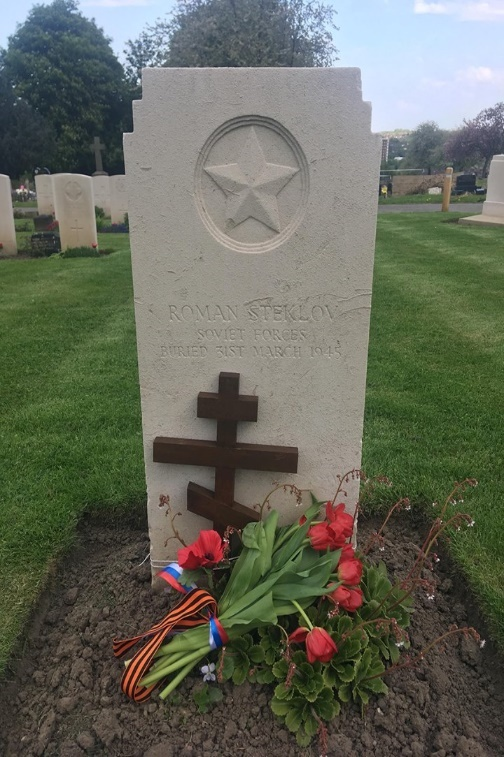 ROMAN STEKLOV
SOVIET FORCES
BURIED 31ST MARCH 1945